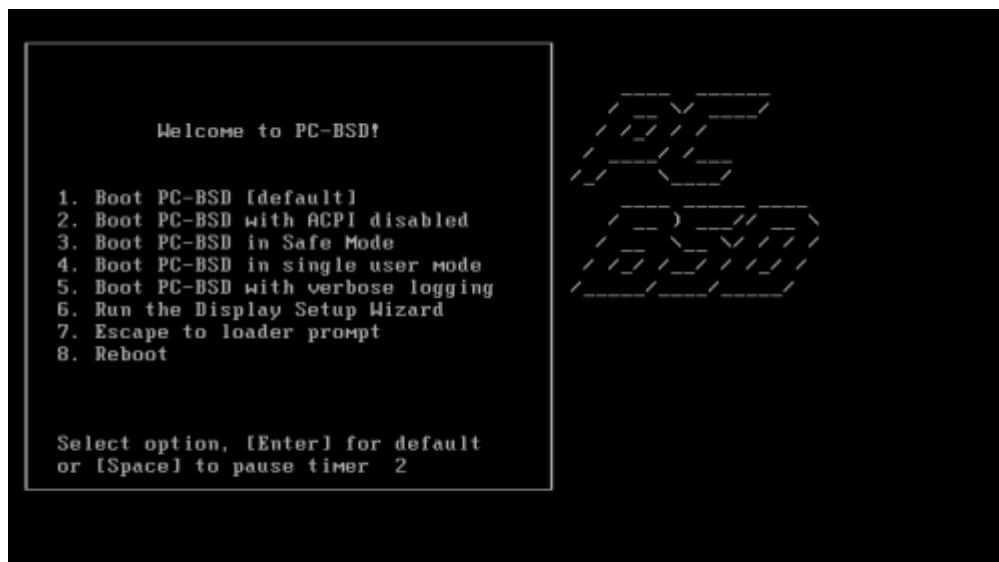 Welcome to PC-BSD!
1. Boot PC-BSD [default]
2. Boot PC-BSD with ACPI disabled
3. Boot PC-BSD in Safe Mode
4. Boot PC-BSD in single user mode
5. Boot PC-BSD with verbose logging
6. Run the Display Setup Wizard
7. Escape to loader prompt
8. Reboot
Select option, [Enter] for default
or [Space] to pause timer  2
PC
BSD